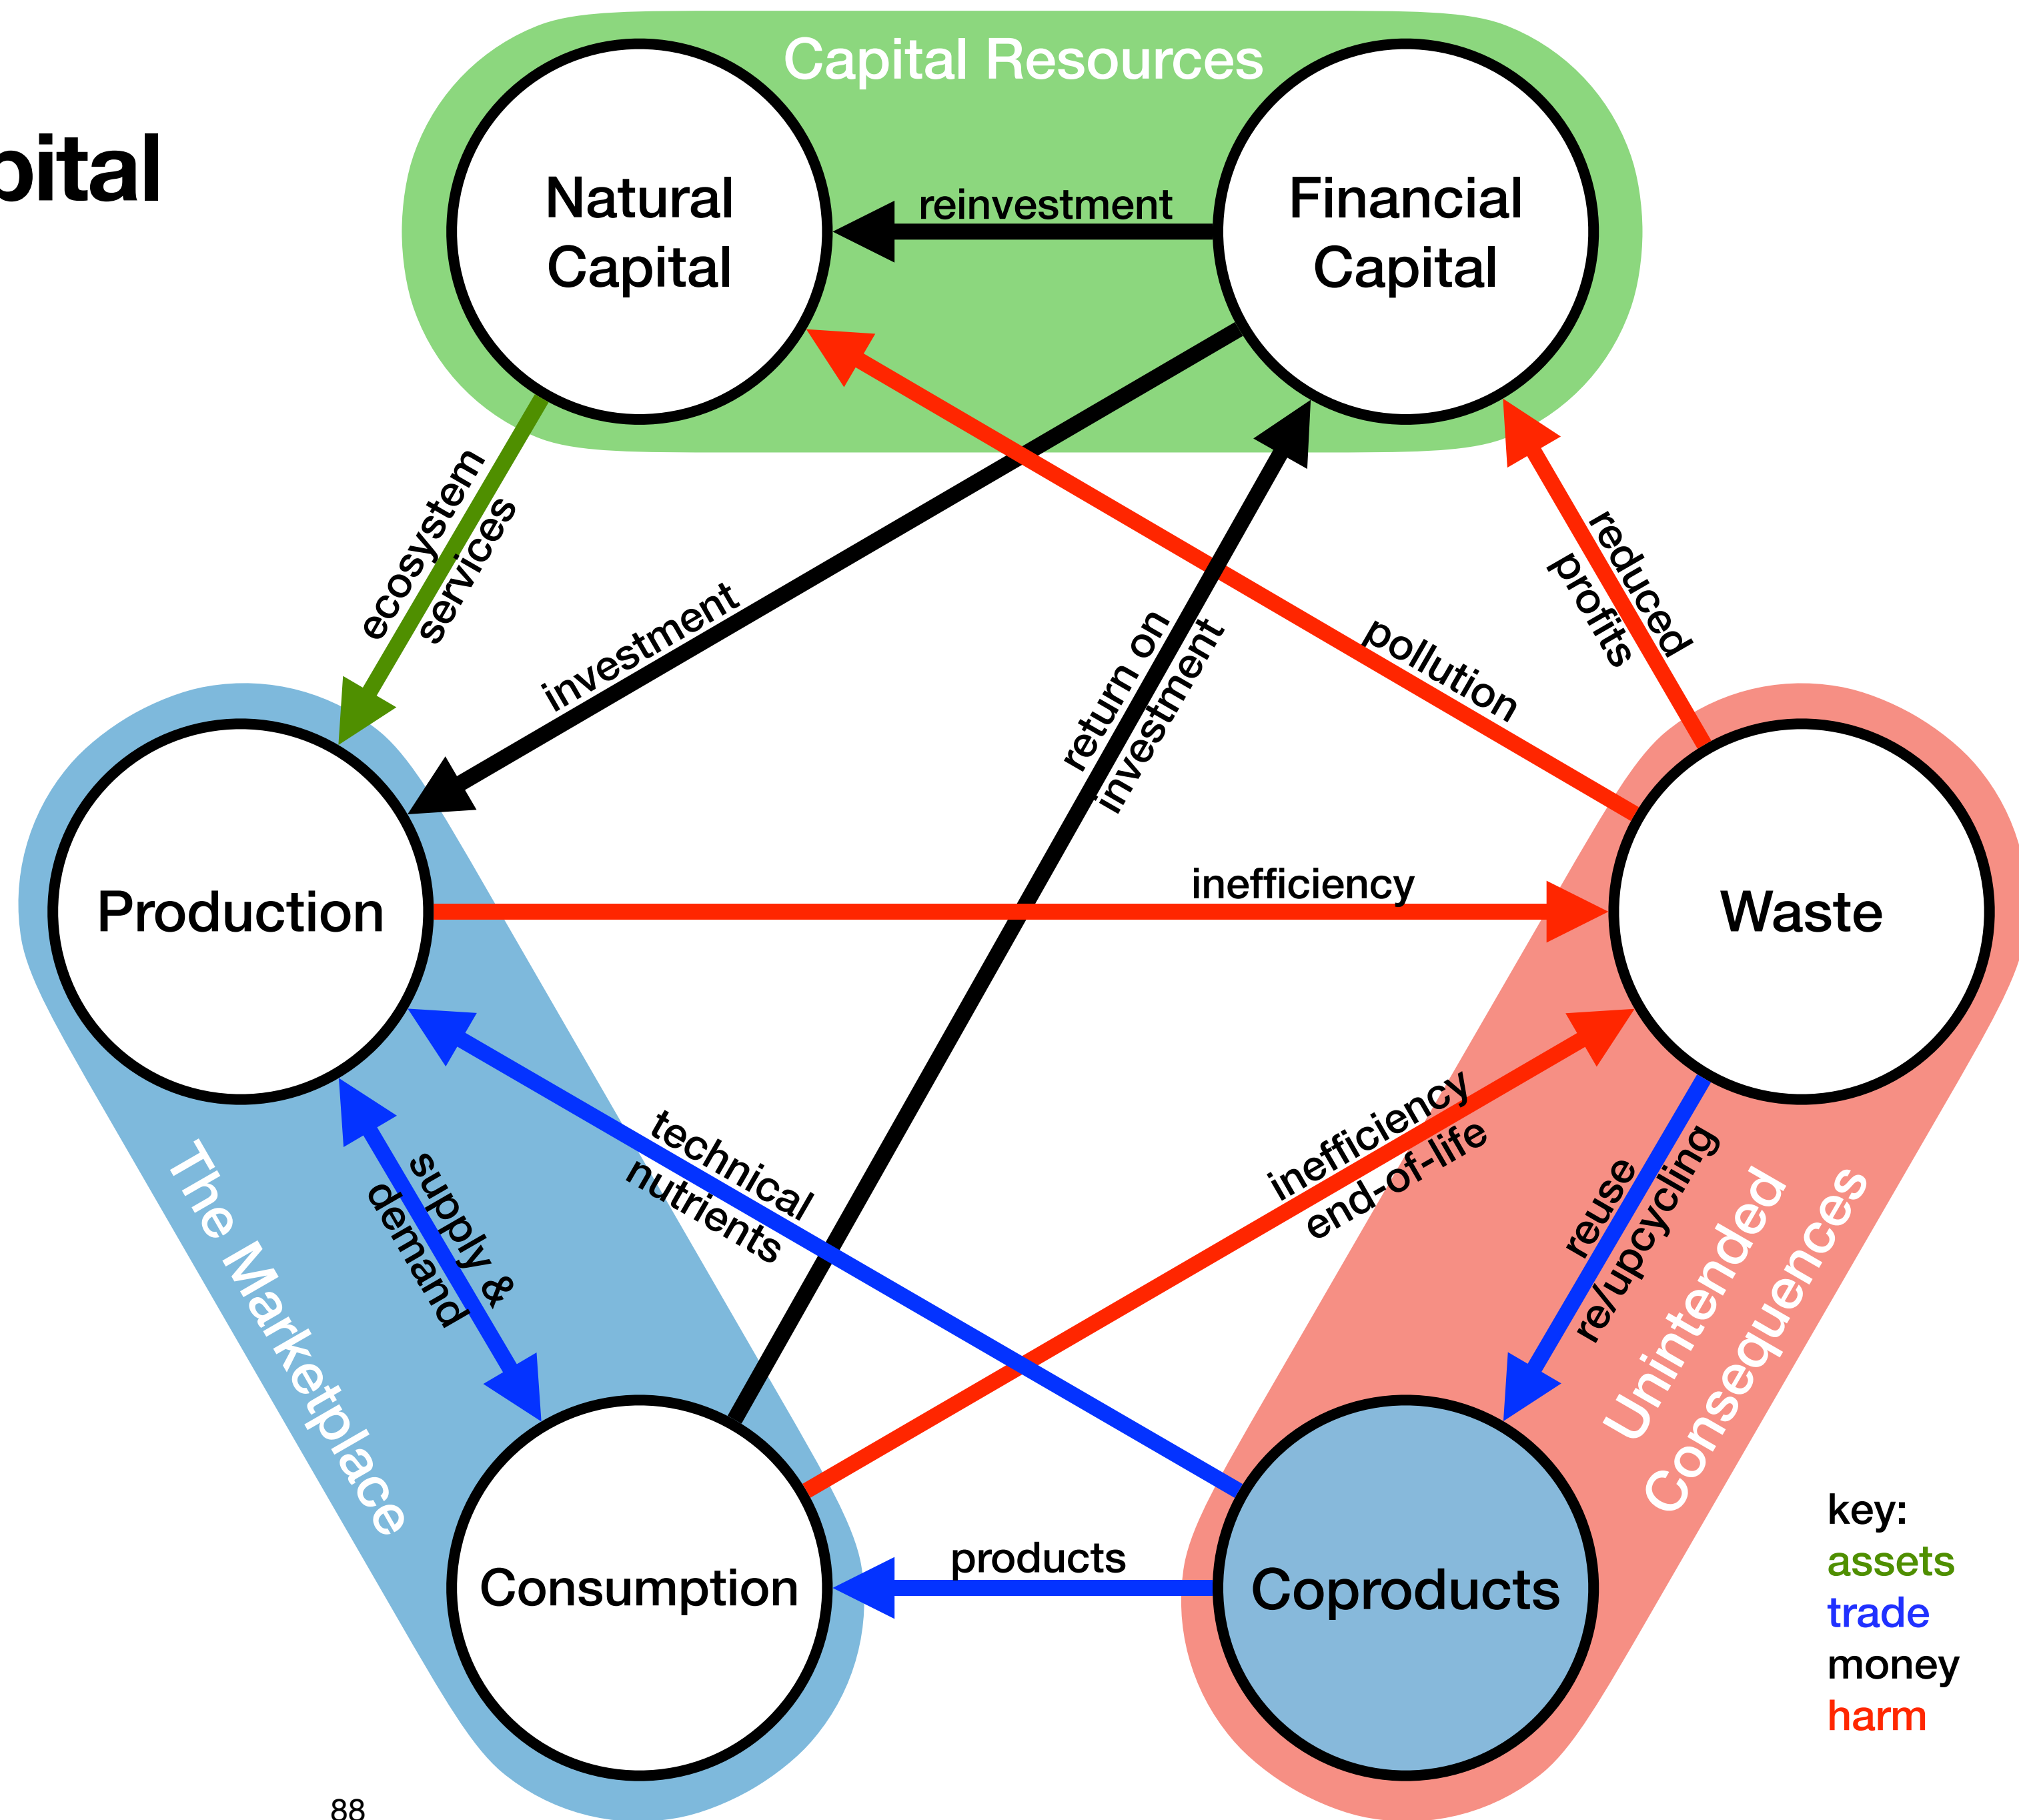 pital
Capital Resources
Natural
Capital
reinvestment
Financial
Capital
ecosystem
services
investment
return on
investment
pollution
reduced
profits
Production
inefficiency
Waste
The Marketplace
supply &
demand
technical
nutrients
inefficiency
end-of-life
reuse
re/upcycling
Unintended
Consequences
Consumption
products
Coproducts
key:
assets
trade
money
harm
88